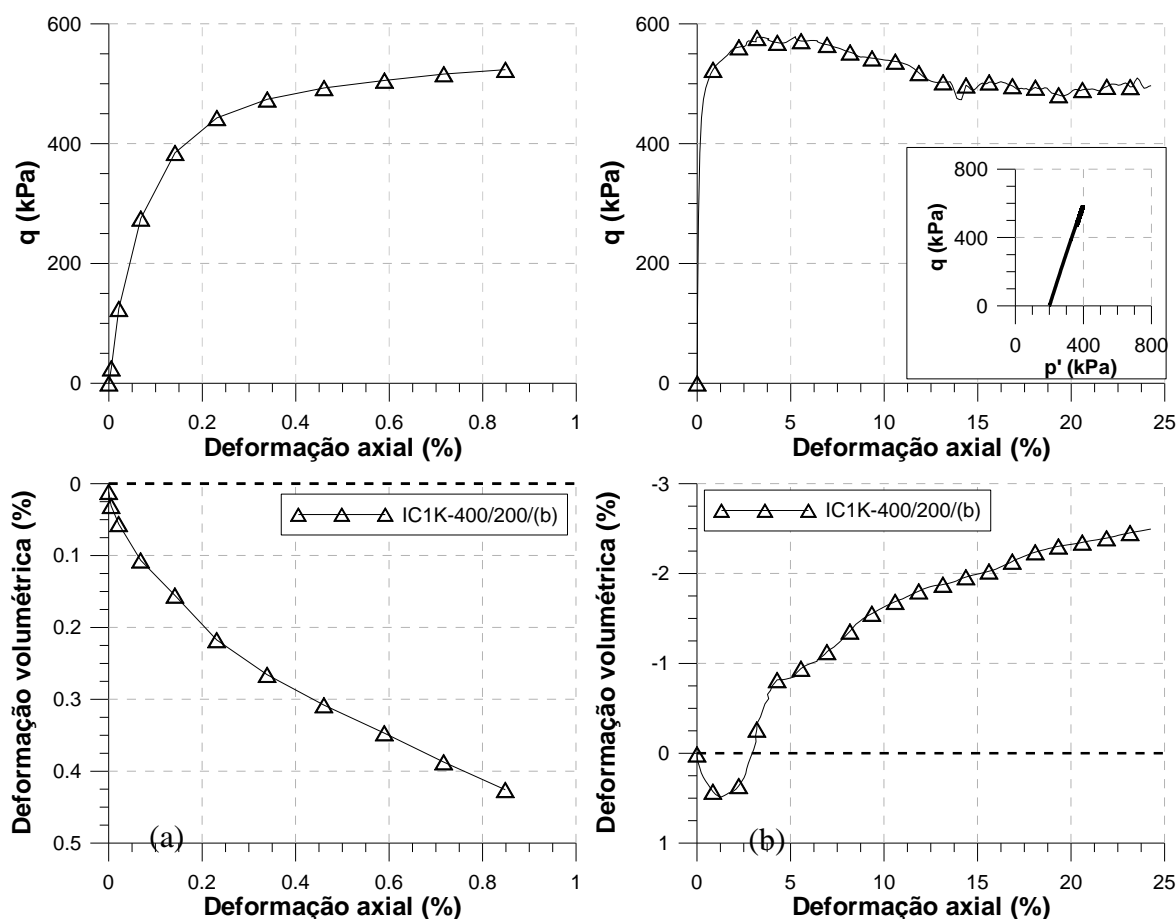 600
400
200
0
q (kPa)
0 0.2 0.4 0.6 0.8 1
Deformação axial (%)
600
400
200
0
q (kPa)
0 5 10 15 20 25
Deformação axial (%)
800
400
0
q (kPa)
0 400 800
p' (kPa)
0
0.1
0.2
0.3
0.4
0.5
Deformação volumétrica (%)
IC1K-400/200/(b)
(a)
0 0.2 0.4 0.6 0.8 1
Deformação axial (%)
-3
-2
-1
0
1
Deformação volumétrica (%)
IC1K-400/200/(b)
(b)
0 5 10 15 20 25
Deformação axial (%)